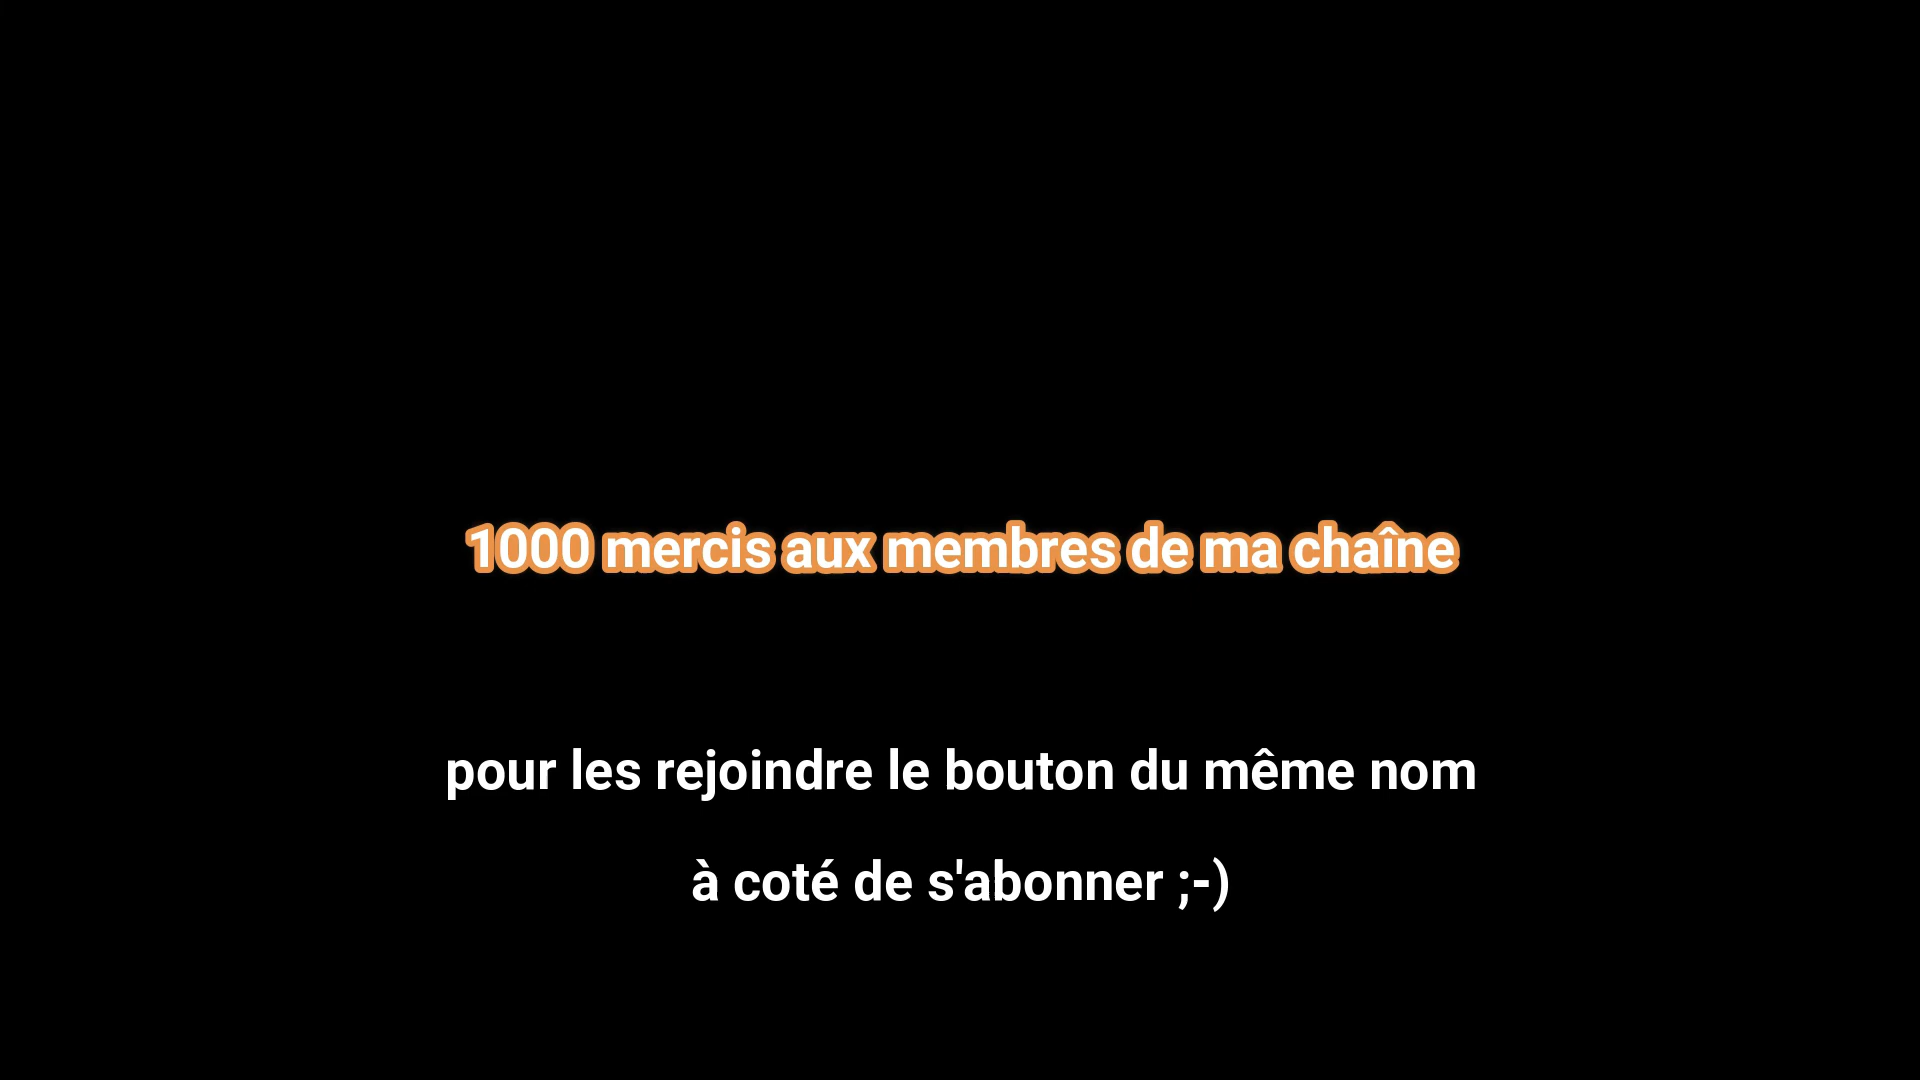 1000 mercis aux membres de ma chaîne
pour les rejoindre le bouton du même nom
à coté de s'abonner ;-)